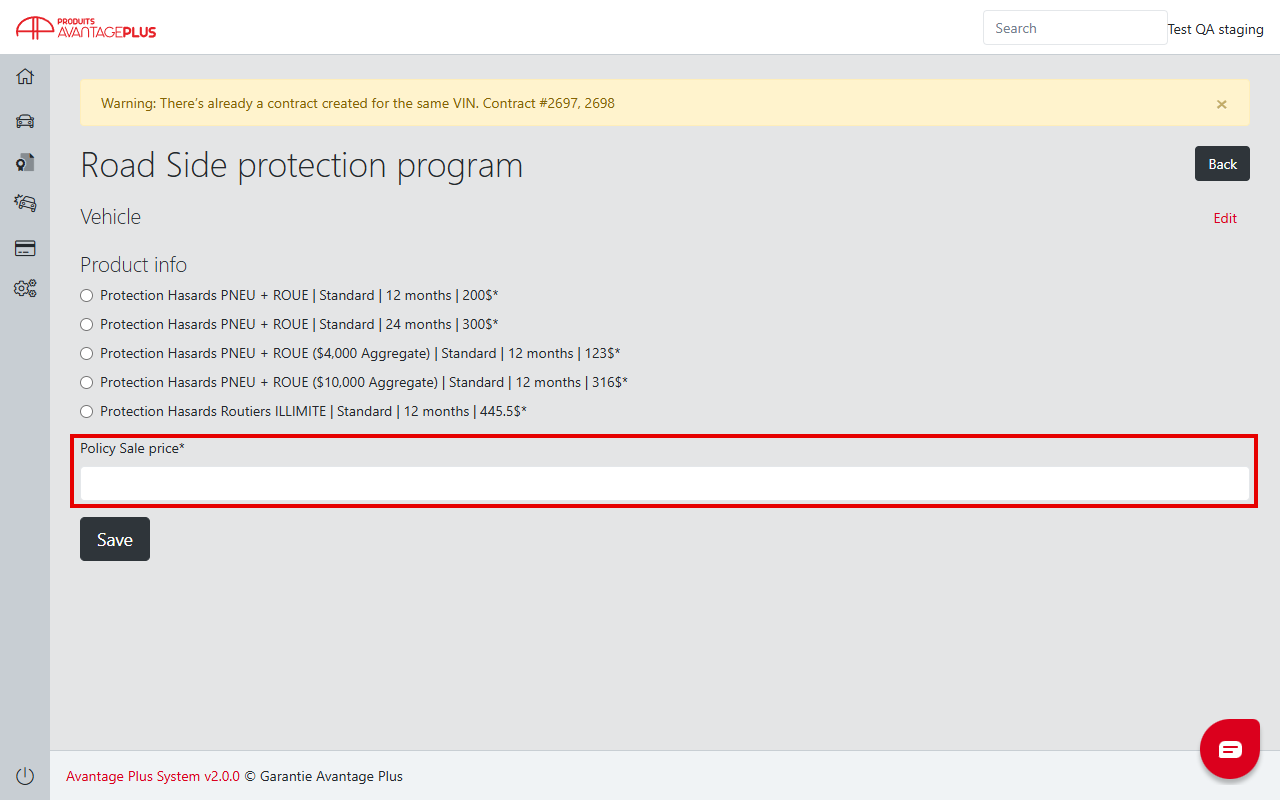 PRODUITS
AVANTAGEPLUS
Search
Test QA staging
Warning: There's already a contract created for the same VIN. Contract #2697, 2698
×
Road Side protection program
Back
Vehicle
Edit
Product info
Protection Hasards PNEU + ROUE | Standard | 12 months | 200$*
Protection Hasards PNEU + ROUE | Standard | 24 months | 300$*
Protection Hasards PNEU + ROUE ($4,000 Aggregate) | Standard | 12 months | 123$*
Protection Hasards PNEU + ROUE ($10,000 Aggregate) | Standard | 12 months | 316$*
Protection Hasards Routiers ILLIMITE | Standard | 12 months | 445.5$*
Policy Sale price*
Save
Avantage Plus System v2.0.0 © Garantie Avantage Plus